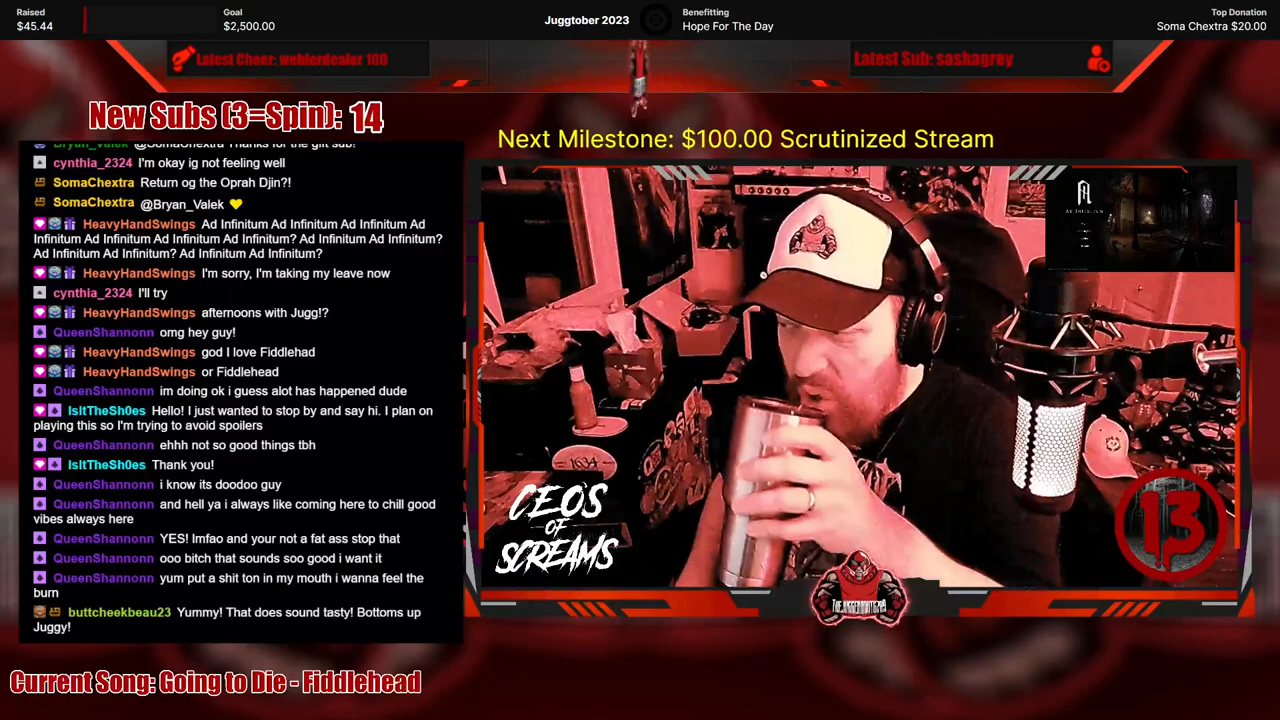 Raised
$45.44
Goal
$2,500.00
Juggtober 2023
Benefitting
Hope For The Day
Top Donation
Soma Chextra $20.00
Latest Cheer: wehlerdealer 100
Latest Sub: sashagrey
New Subs (3=Spin): 14
Next Milestone: $100.00 Scrutinized Stream
Bryan_Valek @SomaChextra Thanks for the gift sub!
cynthia_2324 I'm okay ig not feeling well
SomaChextra Return og the Oprah Djin?!
SomaChextra @Bryan_Valek 💛
HeavyHandSwings Ad Infinitum Ad Infinitum Ad Infinitum Ad
Infinitum Ad Infinitum Ad Infinitum? Ad Infinitum Ad Infinitum?
Ad Infinitum Ad Infinitum? Ad Infinitum Ad Infinitum?
HeavyHandSwings I'm sorry, I'm taking my leave now
cynthia_2324 I'll try
HeavyHandSwings afternoons with Jugg!?
QueenShannonn omg hey guy!
HeavyHandSwings god I love Fiddlehead
HeavyHandSwings or Fiddlehead
QueenShannonn im doing ok i guess alot has happened dude
IsItTheSh0es Hello! I just wanted to stop by and say hi. I plan on
playing this so I'm trying to avoid spoilers
QueenShannonn ehhh not so good things tbh
IsItTheSh0es Thank you!
QueenShannonn i know its doodoo guy
QueenShannonn and hell ya i always like coming here to chill good
vibes always here
QueenShannonn YES! lmfao and your not a fat ass stop that
QueenShannonn ooo bitch that sounds soo good i want it
QueenShannonn yum put a shit ton in my mouth i wanna feel the
burn
buttcheekbeau23 Yummy! That does sound tasty! Bottoms up
Juggy!
AD INFINITUM
1634
CEOS
OF
SCREAMS
13
Current Song: Going to Die - Fiddlehead